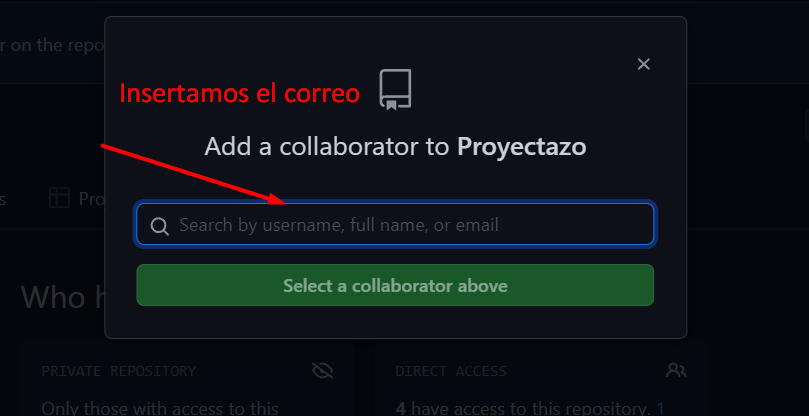 r on the repo
Insertamos el correo
Add a collaborator to Proyectazo
s
Pro
Search by username, full name, or email
Select a collaborator above
Who h
PRIVATE REPOSITORY
Only those with access to this
DIRECT ACCESS
4 have access to this repository. 1